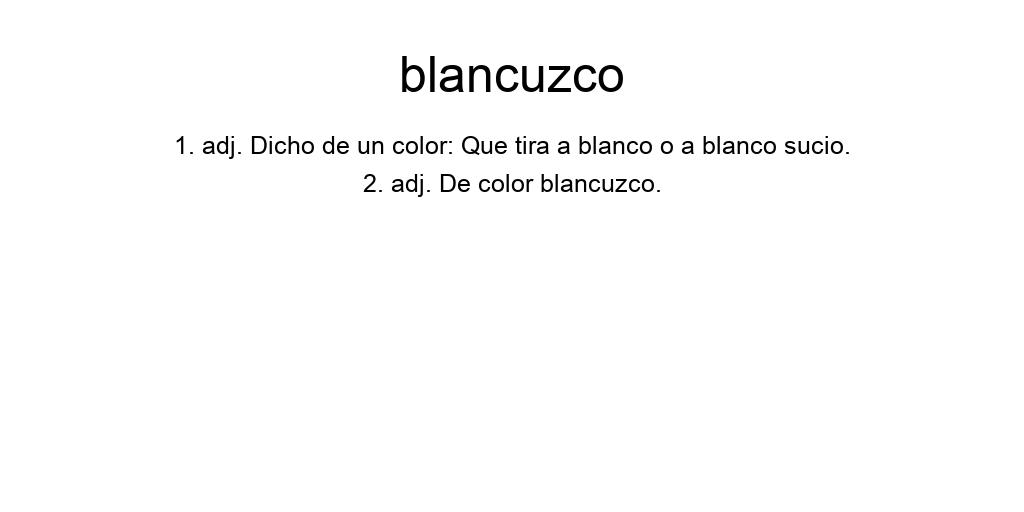 blancuzco
1. adj. Dicho de un color: Que tira a blanco o a blanco sucio.
2. adj. De color blancuzco.